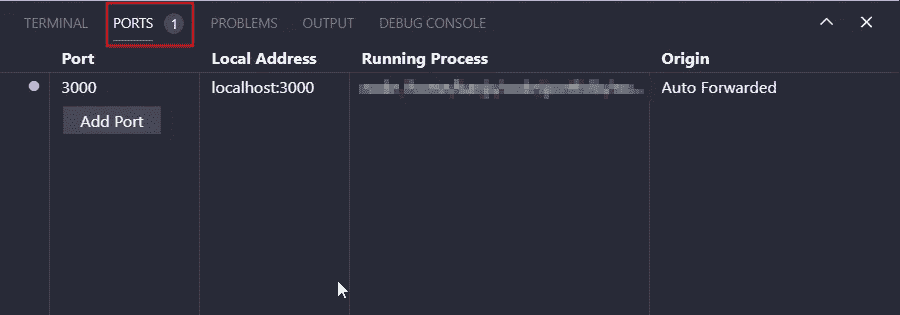 TERMINAL PORTS 1 PROBLEMS OUTPUT DEBUG CONSOLE
Port Local Address Running Process Origin
3000 localhost:3000 Auto Forwarded
Add Port